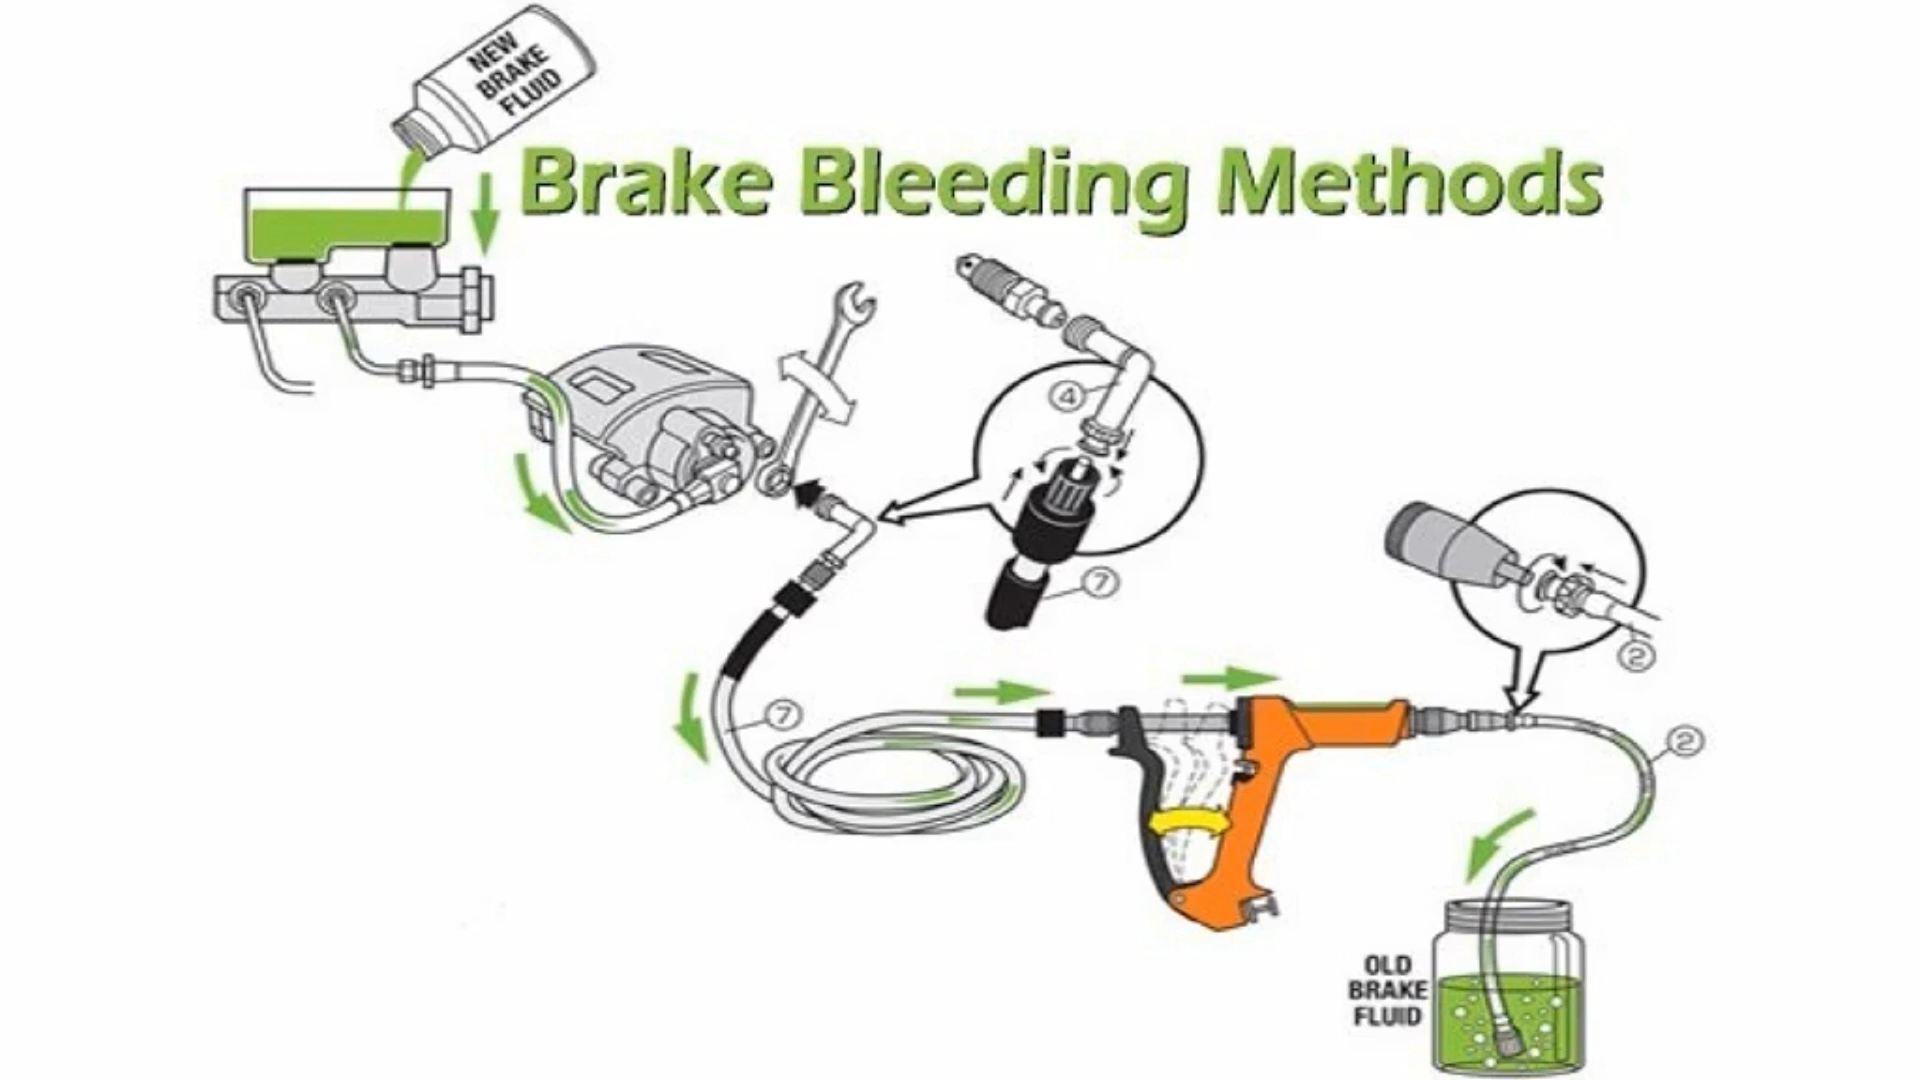 NEW
BRAKE
FLUID
Brake Bleeding Methods
4
7
2
7
2
OLD
BRAKE
FLUID